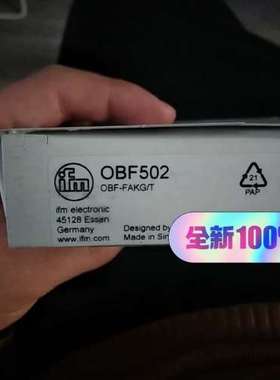 ifm
OBF502
OBF-FAKG/T
ifm electronic
45128 Essen
Germany
www.ifm.com
Designed by
Made in Sin
21
PAP
全新100%